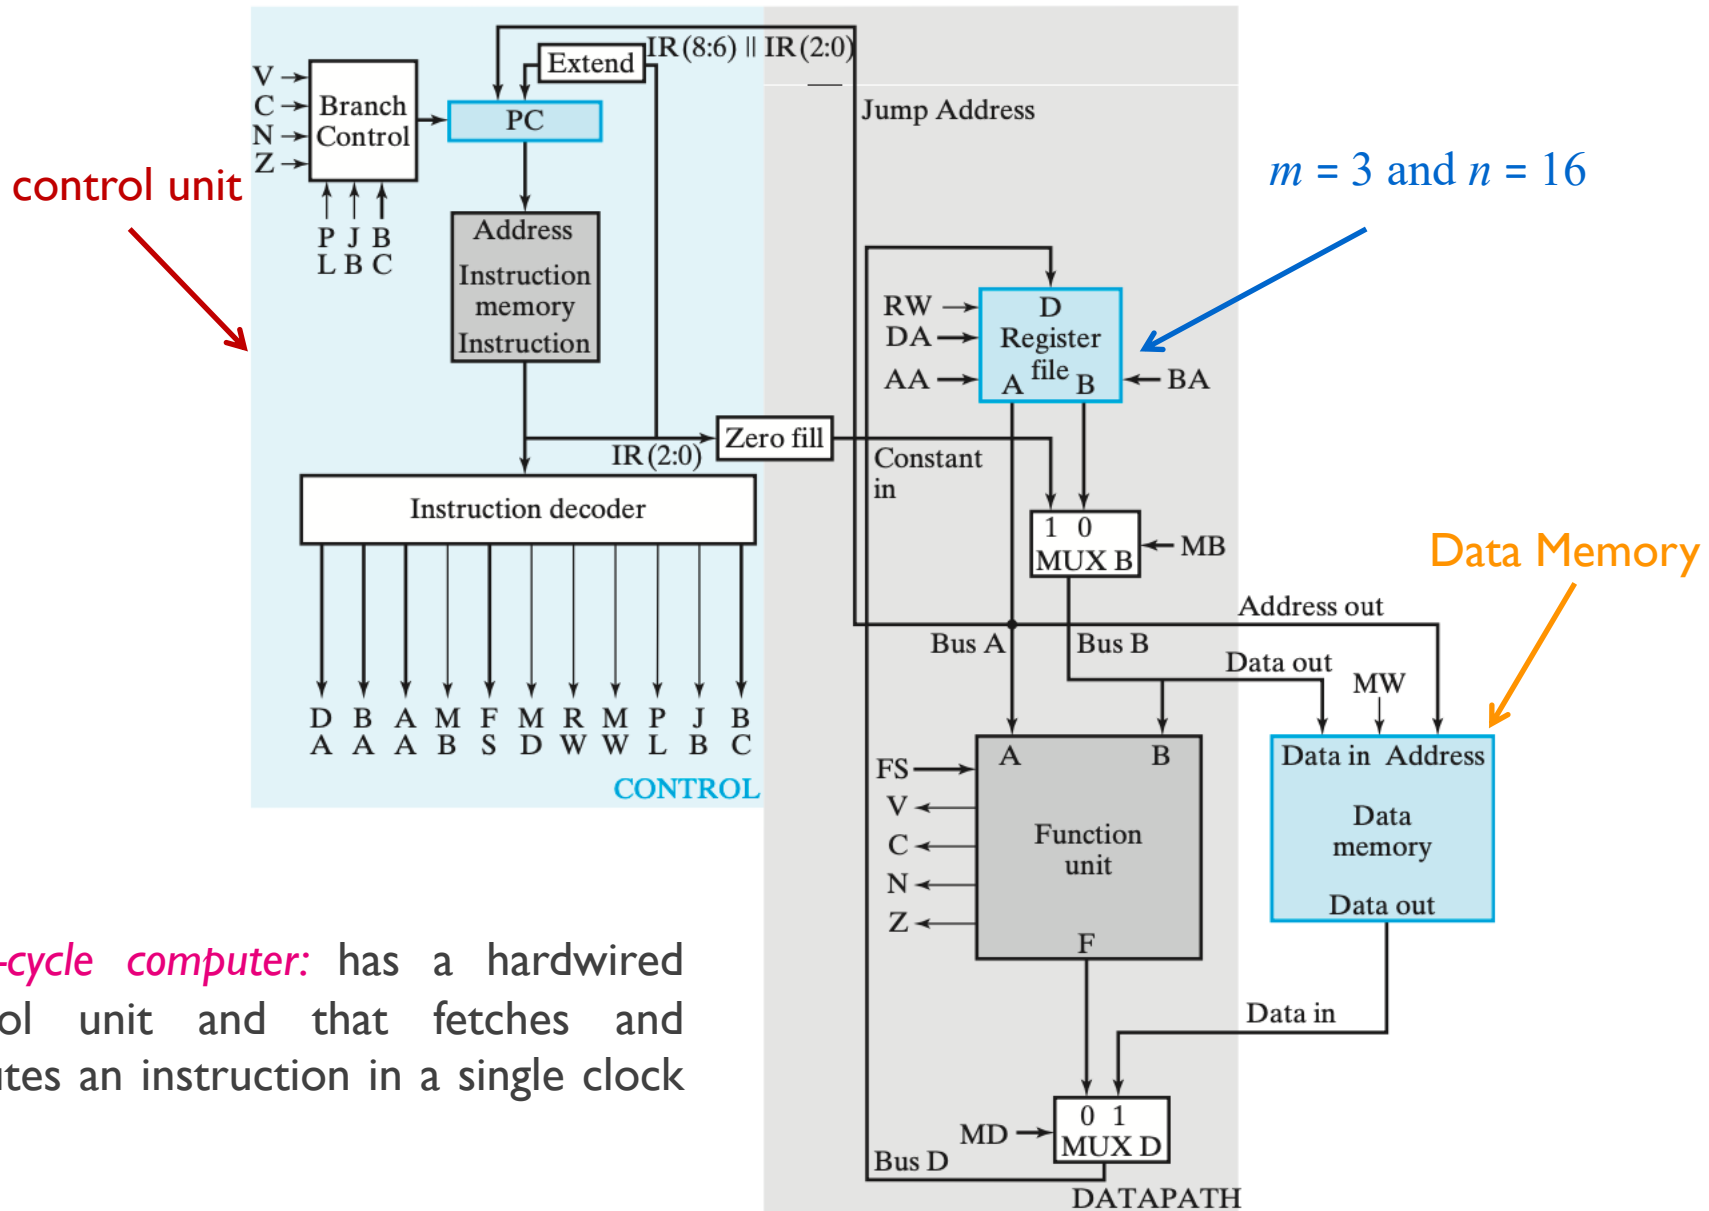 IR (8:6) || IR (2:0)
Extend
V
C
N
Z
Branch
Control
PC
Jump Address
P J B
L B C
control unit
m = 3 and n = 16
Address
Instruction
memory
Instruction
RW
DA
AA
D
Register
file
A B
BA
IR (2:0)
Zero fill
Constant
in
Instruction decoder
1 0
MUX B
MB
Data Memory
Address out
Bus A
Bus B
Data out
MW
D B A M F M R M P J B
A A A B S D W W L B C
CONTROL
FS
V
C
N
Z
A B
Function
unit
F
Data in Address
Data
memory
Data out
Data in
-cycle computer: has a hardwired
ol unit and that fetches and
utes an instruction in a single clock
MD
0 1
MUX D
Bus D
DATAPATH